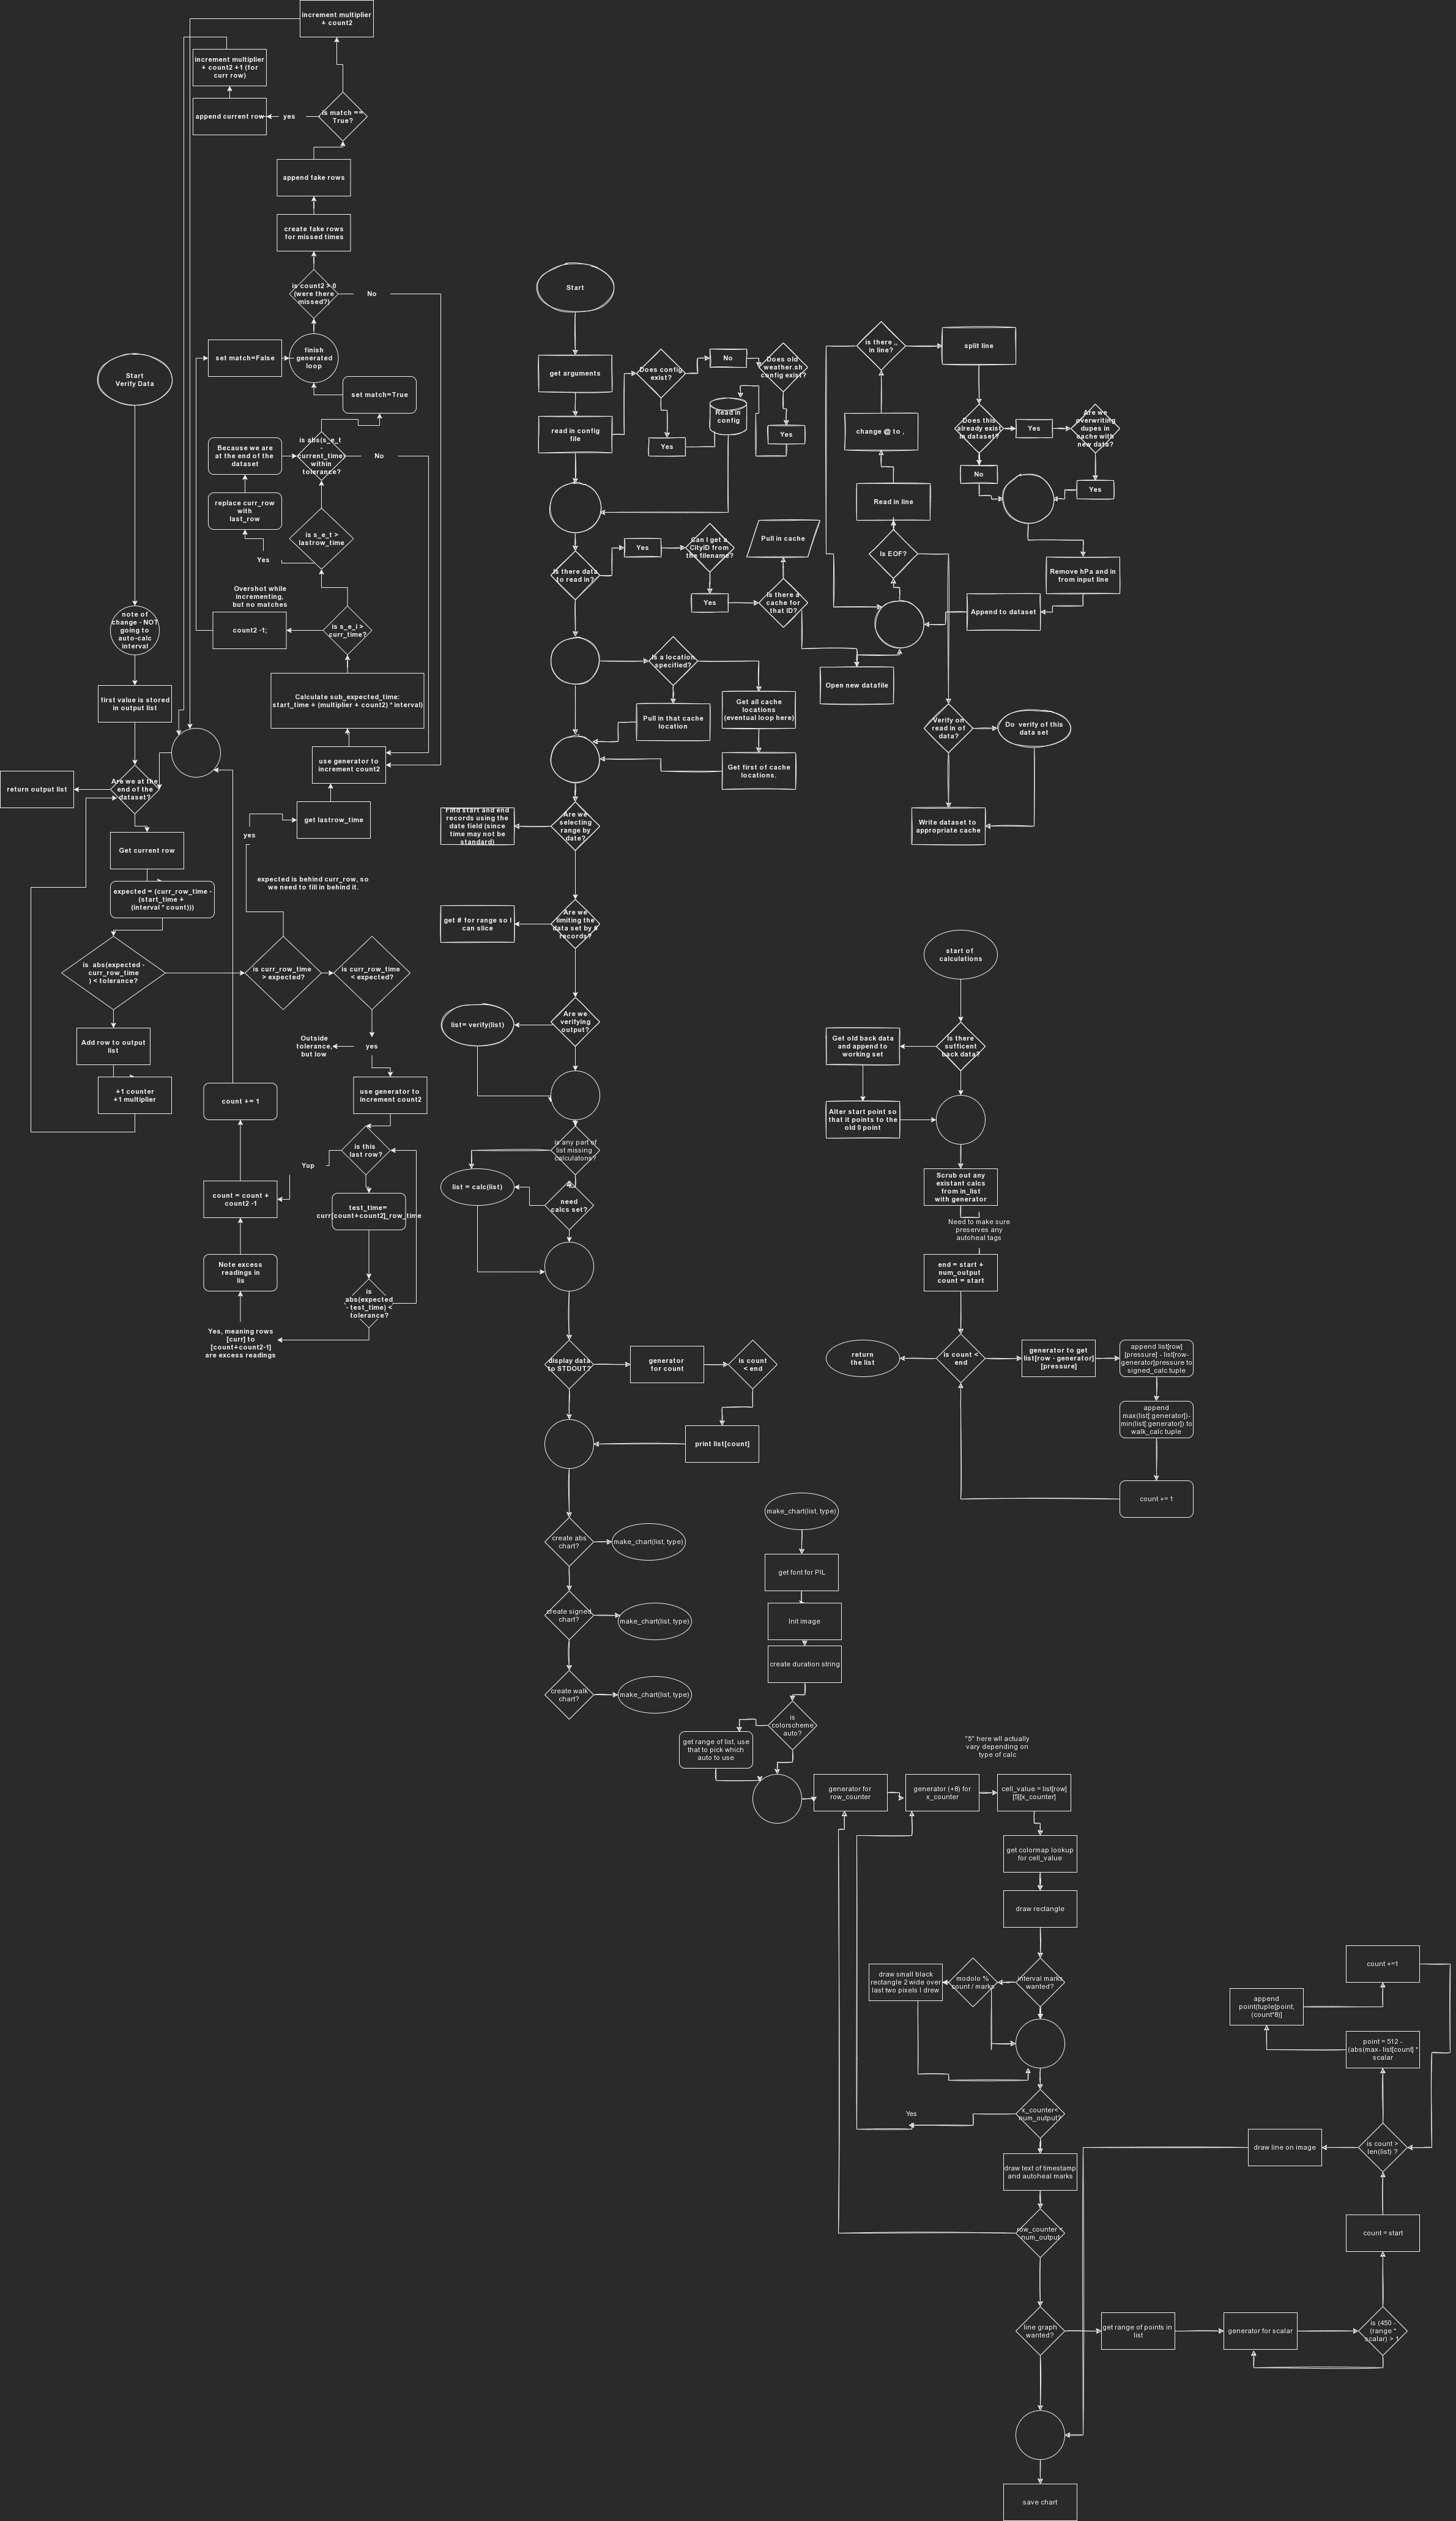 increment multiplier
+ count2
increment multiplier
+ count2 +1 (for
curr row)
append current row
yes
is match ==
True?
append fake rows
create fake rows
for missed times
is count2 > 0
(were there
missed?)
No
set match=False
finish
generated
loop
set match=True
Because we are
at the end of the
dataset
is abs(s_e_t
-
current_time)
within
tolerance?
No
replace curr_row
with
last_row
is s_e_t >
lastrow_time
Yes
Overshot while
incrementing,
but no matches
count2 -1;
is s_e_i >
curr_time?
Calculate sub_expected_time:
start_time + (multiplier + count2) * interval)
use generator to
increment count2
get lastrow_time
yes
expected is behind curr_row, so
we need to fill in behind it.
Start
Verify Data
note of
change - NOT
going to
auto-calc
interval
first value is stored
in output list
return output list
Are we at the
end of the
dataset?
Get current row
expected = (curr_row_time -
(start_time +
(interval * count)))
is abs(expected -
curr_row_time
) < tolerance?
is curr_row_time
> expected?
is curr_row_time
< expected?
Add row to output
list
+1 counter
+1 multiplier
Outside
tolerance,
but low
yes
use generator to
increment count2
is this
last row?
Yup
test_time=
curr[count+count2]_row_time
is
abs(expected
- test_time) <
tolerance?
Yes, meaning rows
[curr] to
[count+count2-1]
are excess readings
Note excess
readings in
lis
count = count +
count2 -1
count += 1
Start
get arguments
read in config
file
Does config
exist?
No
Does old
weather.sh
config exist?
Yes
Read in
config
Yes
Is there data
to read in?
Yes
Can I get a
CityID from
the filename?
Yes
Is there a
cache for
that ID?
Pull in cache
Open new datafile
Is EOF?
Read in line
change @ to ,
is there ,,
in line?
split line
Does this
already exist
in dataset?
Yes
Are we
overwriting
dupes in
cache with
new data?
No
Yes
Remove hPa and in
from input line
Append to dataset
Verify on
read in of
data?
Do verify of this
data set
Write dataset to
appropriate cache
Is a location
specified?
Pull in that cache
location
Get all cache
locations
(eventual loop here)
Get first of cache
locations.
Are we
selecting
range by
date?
Find start and end
records using the
date field (since
time may not be
standard)
Are we
limiting the
data set by #
records?
get # for range so I
can slice
Are we
verifying
output?
list= verify(list)
is any part of
list missing
calculatons?
list = calc(list)
need
calcs set?
display data
to STDOUT?
generator
for count
is count
< end
print list[count]
create abs
chart?
make_chart(list, type)
create signed
chart?
make_chart(list, type)
create walk
chart?
make_chart(list, type)
start of
calculations
Is there
sufficent
back data?
Get old back data
and append to
working set
Alter start point so
that it points to the
old 0 point
Scrub out any
existant calcs
from in_list
with generator
Need to make sure
preserves any
autoheal tags
end = start +
num_output
count = start
is count <
end
return
the list
generator to get
list[row - generator]
[pressure]
append list[row]
[pressure] - list[row-
generator]pressure to
signed_calc tuple
append
max(list[:generator])-
min(list[:generator]) to
walk_calc tuple
count += 1
make_chart(list, type)
get font for PIL
Init image
create duration string
is
colorscheme
auto?
get range of list, use
that to pick which
auto to use
generator for
row_counter
generator (+8) for
x_counter
"5" here wll actually
vary depending on
type of calc
cell_value = list[row]
[5][x_counter]
get colormap lookup
for cell_value
draw rectangle
interval marks
wanted?
modolo %
count / marks
draw small black
rectangle 2 wide over
last two pixels I drew
x_counter<
num_output?
Yes
draw text of timestamp
and autoheal marks
row_counter <
num_output
line graph
wanted?
get range of points in
list
generator for scalar
is (450 -
(range *
scalar) > 1
count = start
is count >
len(list) ?
draw line on image
point = 512 -
(abs(max- list[count] *
scalar
append
point(tuple[point,
(count*8)]
count +=1
save chart